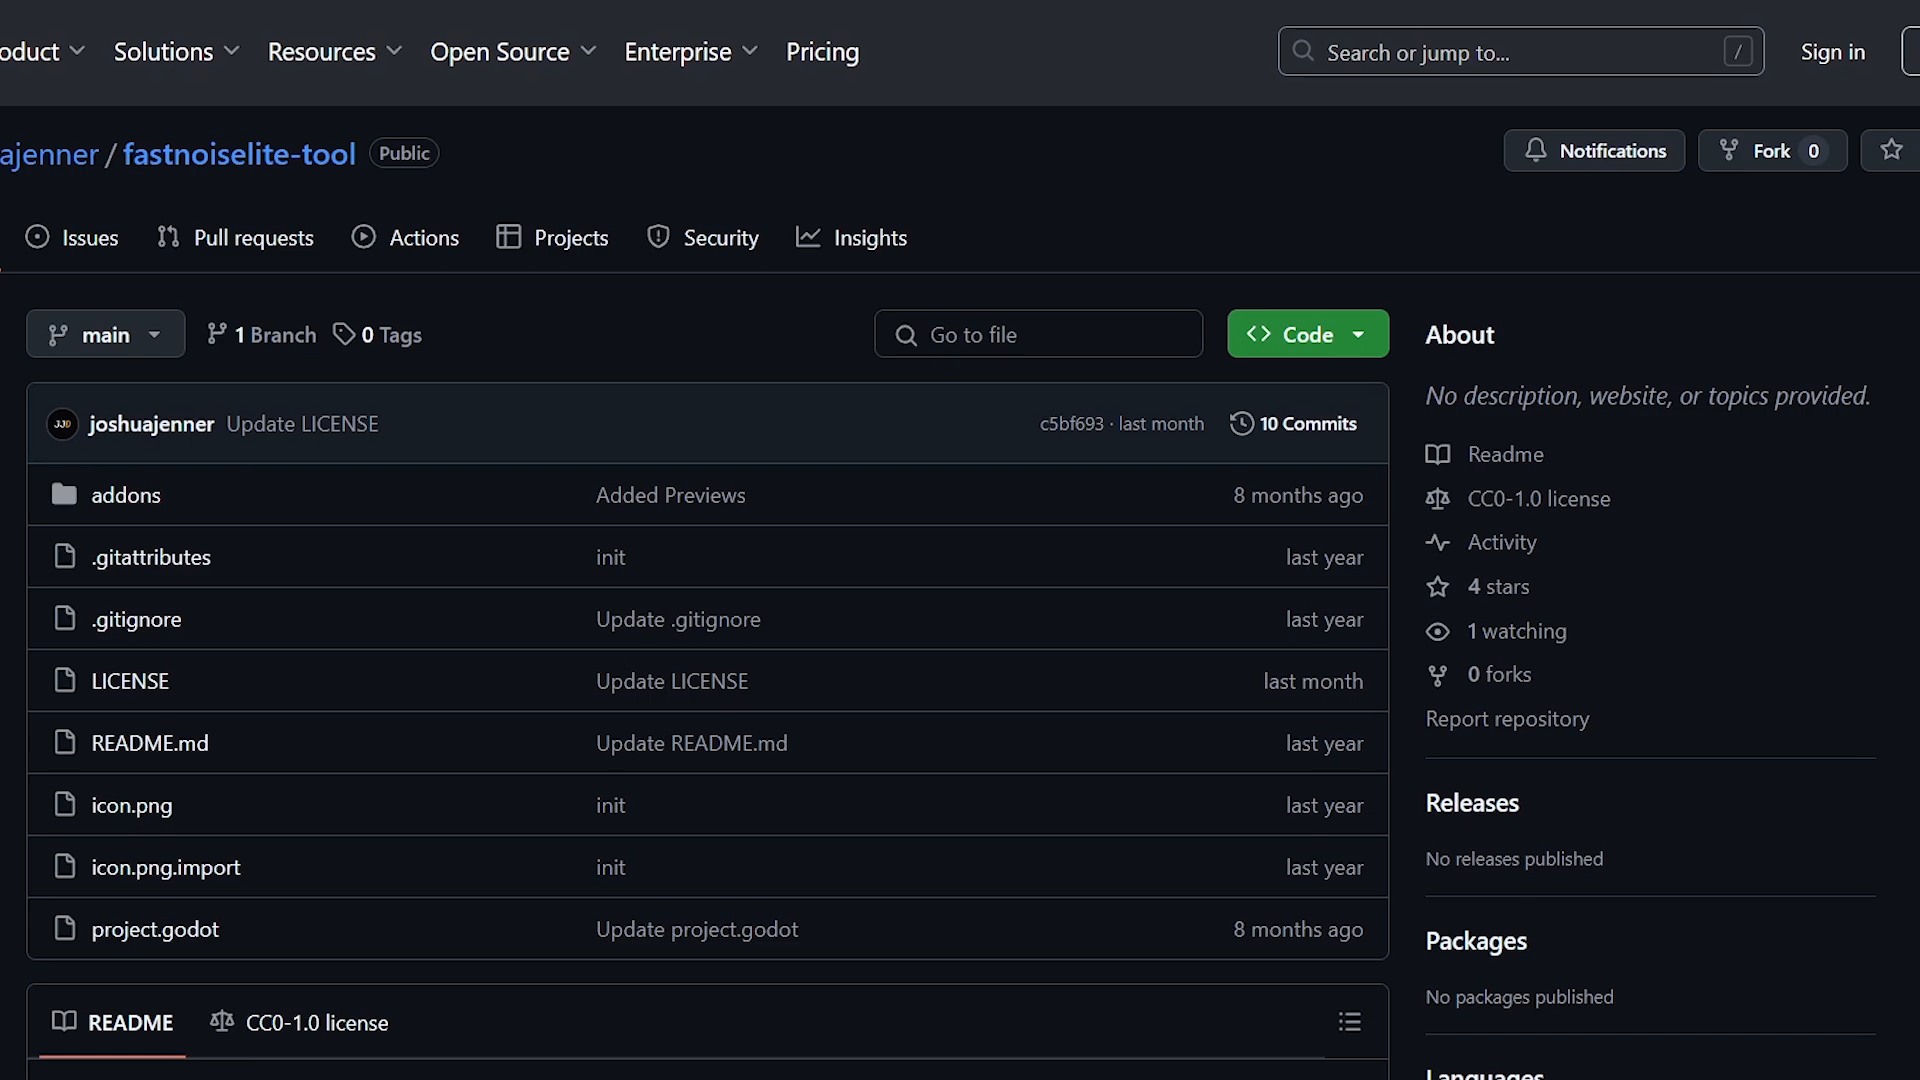 oduct Solutions Resources Open Source Enterprise Pricing Search or jump to... / Sign in
ajenner / fastnoiselite-tool Public Notifications Fork 0
Issues Pull requests Actions Projects Security Insights
main 1 Branch 0 Tags Go to file Code
joshuajenner Update LICENSE c5bf693 · last month 10 Commits
addons Added Previews 8 months ago
.gitattributes init last year
.gitignore Update .gitignore last year
LICENSE Update LICENSE last month
README.md Update README.md last year
icon.png init last year
icon.png.import init last year
project.godot Update project.godot 8 months ago
README CC0-1.0 license
About
No description, website, or topics provided.
Readme
CC0-1.0 license
Activity
4 stars
1 watching
0 forks
Report repository
Releases
No releases published
Packages
No packages published
Languages